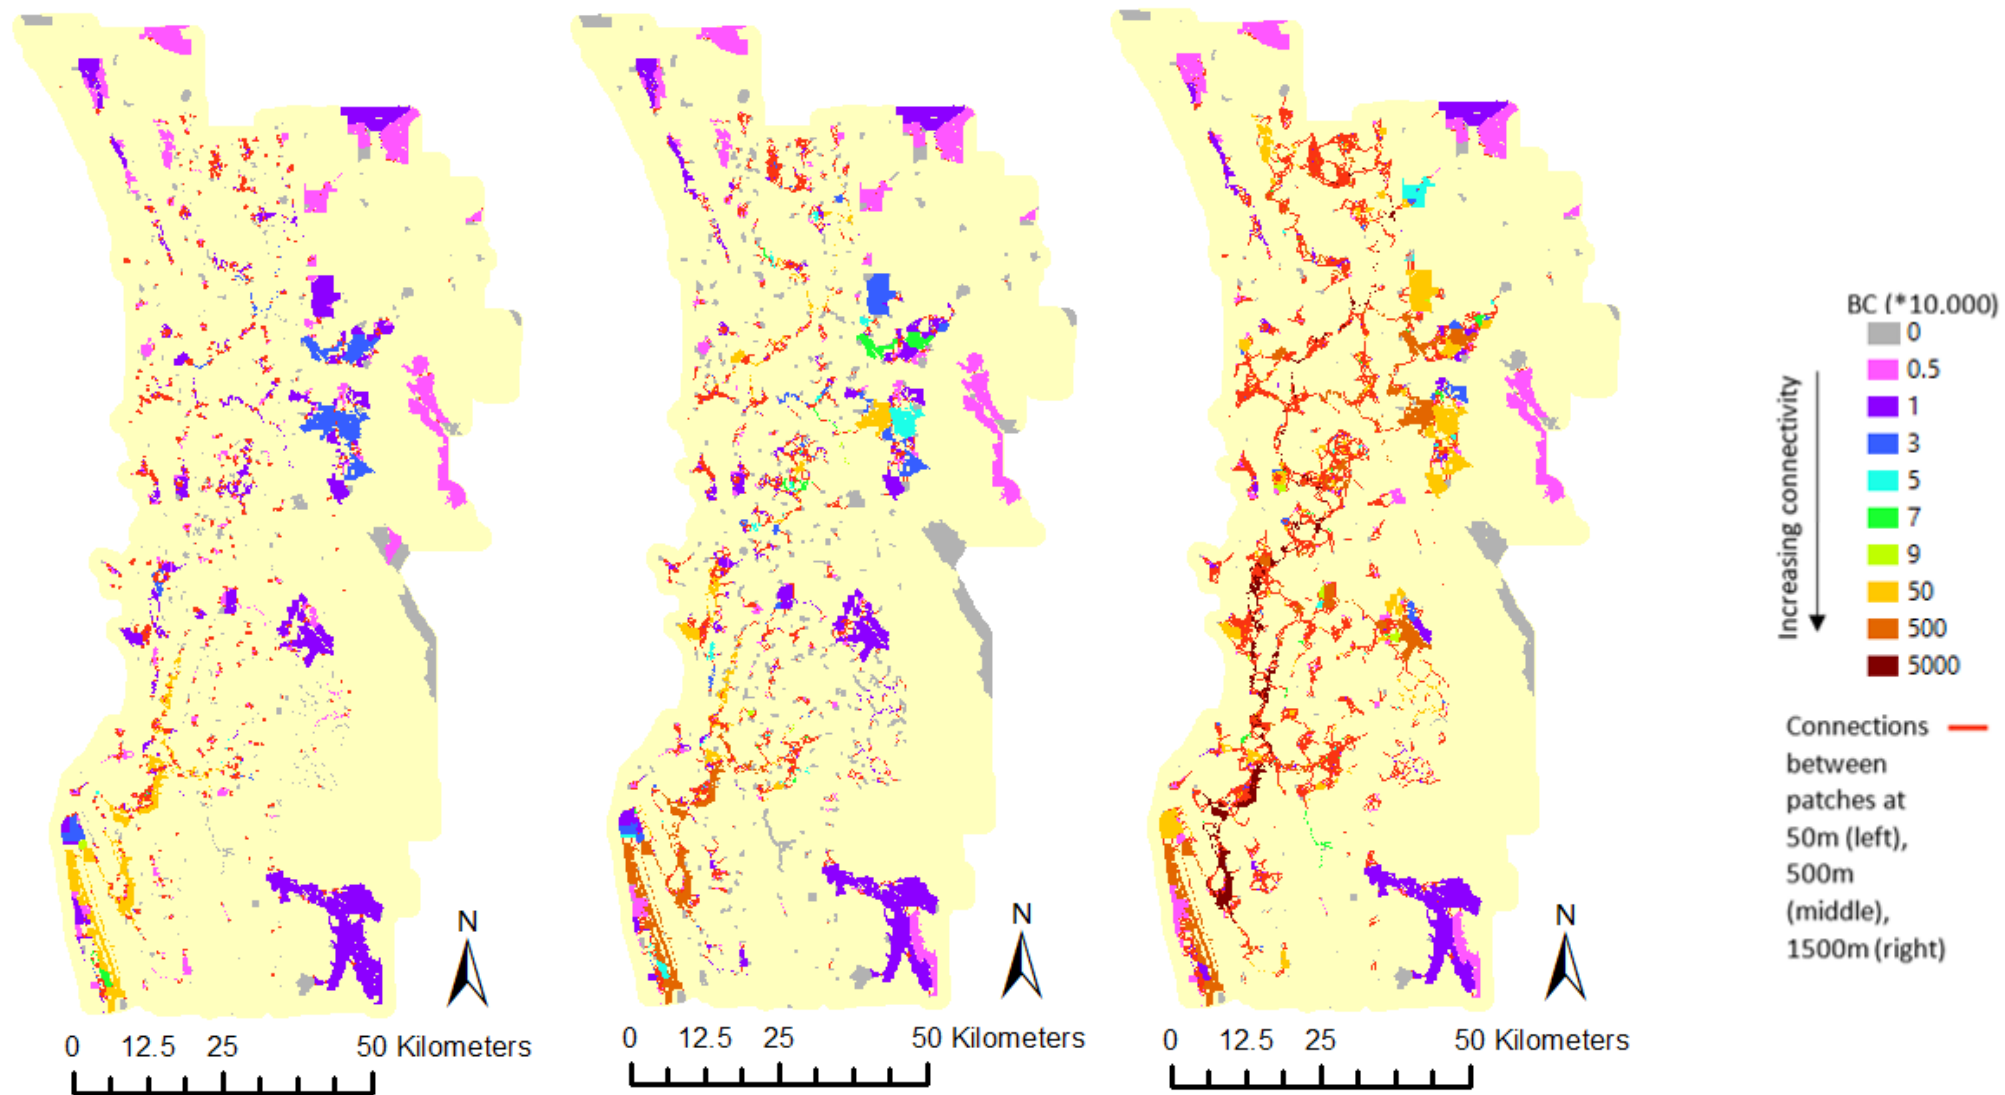 BC (*10.000)
0
0.5
1
3
5
7
9
50
500
5000
Increasing connectivity
Connections
between
patches at
50m (left),
500m
(middle),
1500m (right)
N
N
N
0 12.5 25 50 Kilometers
0 12.5 25 50 Kilometers
0 12.5 25 50 Kilometers